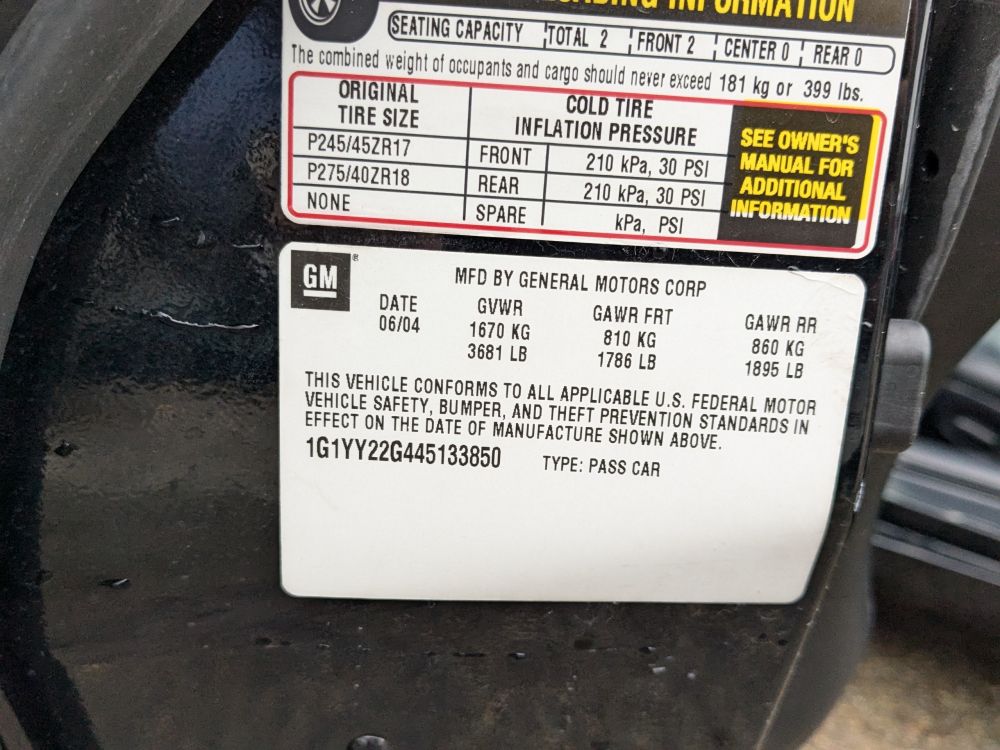 INFORMATION
SEATING CAPACITY TOTAL 2 FRONT 2 CENTER 0 REAR 0
The combined weight of occupants and cargo should never exceed 181 kg or 399 lbs.
ORIGINAL TIRE SIZE
COLD TIRE INFLATION PRESSURE
P245/45ZR17 FRONT 210 kPa, 30 PSI
P275/40ZR18 REAR 210 kPa, 30 PSI
NONE SPARE kPa, PSI
SEE OWNER'S
MANUAL FOR
ADDITIONAL
INFORMATION
GM ®
MFD BY GENERAL MOTORS CORP
DATE GVWR GAWR FRT GAWR RR
06/04 1670 KG 810 KG 860 KG
3681 LB 1786 LB 1895 LB
THIS VEHICLE CONFORMS TO ALL APPLICABLE U.S. FEDERAL MOTOR
VEHICLE SAFETY, BUMPER, AND THEFT PREVENTION STANDARDS IN
EFFECT ON THE DATE OF MANUFACTURE SHOWN ABOVE.
1G1YY22G445133850 TYPE: PASS CAR